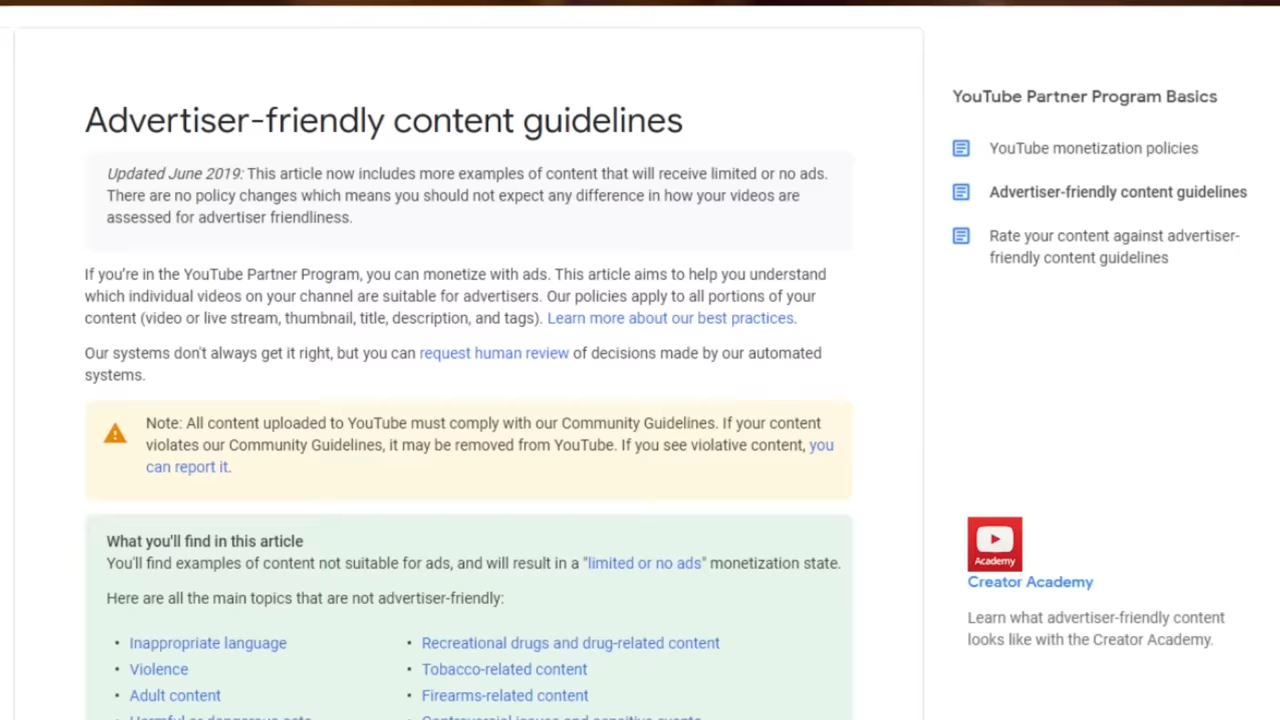 Advertiser-friendly content guidelines
Updated June 2019: This article now includes more examples of content that will receive limited or no ads.
There are no policy changes which means you should not expect any difference in how your videos are
assessed for advertiser friendliness.
If you're in the YouTube Partner Program, you can monetize with ads. This article aims to help you understand
which individual videos on your channel are suitable for advertisers. Our policies apply to all portions of your
content (video or live stream, thumbnail, title, description, and tags). Learn more about our best practices.
Our systems don't always get it right, but you can request human review of decisions made by our automated
systems.
Note: All content uploaded to YouTube must comply with our Community Guidelines. If your content
violates our Community Guidelines, it may be removed from YouTube. If you see violative content, you
can report it.
What you'll find in this article
You'll find examples of content not suitable for ads, and will result in a "limited or no ads" monetization state.
Here are all the main topics that are not advertiser-friendly:
• Inappropriate language
• Violence
• Adult content
• Recreational drugs and drug-related content
• Tobacco-related content
• Firearms-related content
YouTube Partner Program Basics
YouTube monetization policies
Advertiser-friendly content guidelines
Rate your content against advertiser-
friendly content guidelines
Academy
Creator Academy
Learn what advertiser-friendly content
looks like with the Creator Academy.